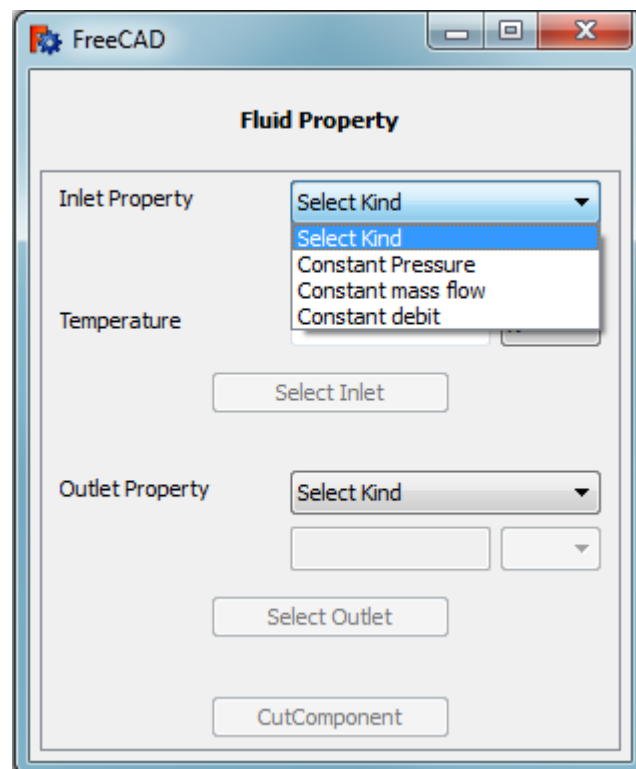 FreeCAD
Fluid Property
Inlet Property
Select Kind
Select Kind
Constant Pressure
Constant mass flow
Constant debit
Temperature
Select Inlet
Outlet Property
Select Kind
Select Outlet
CutComponent